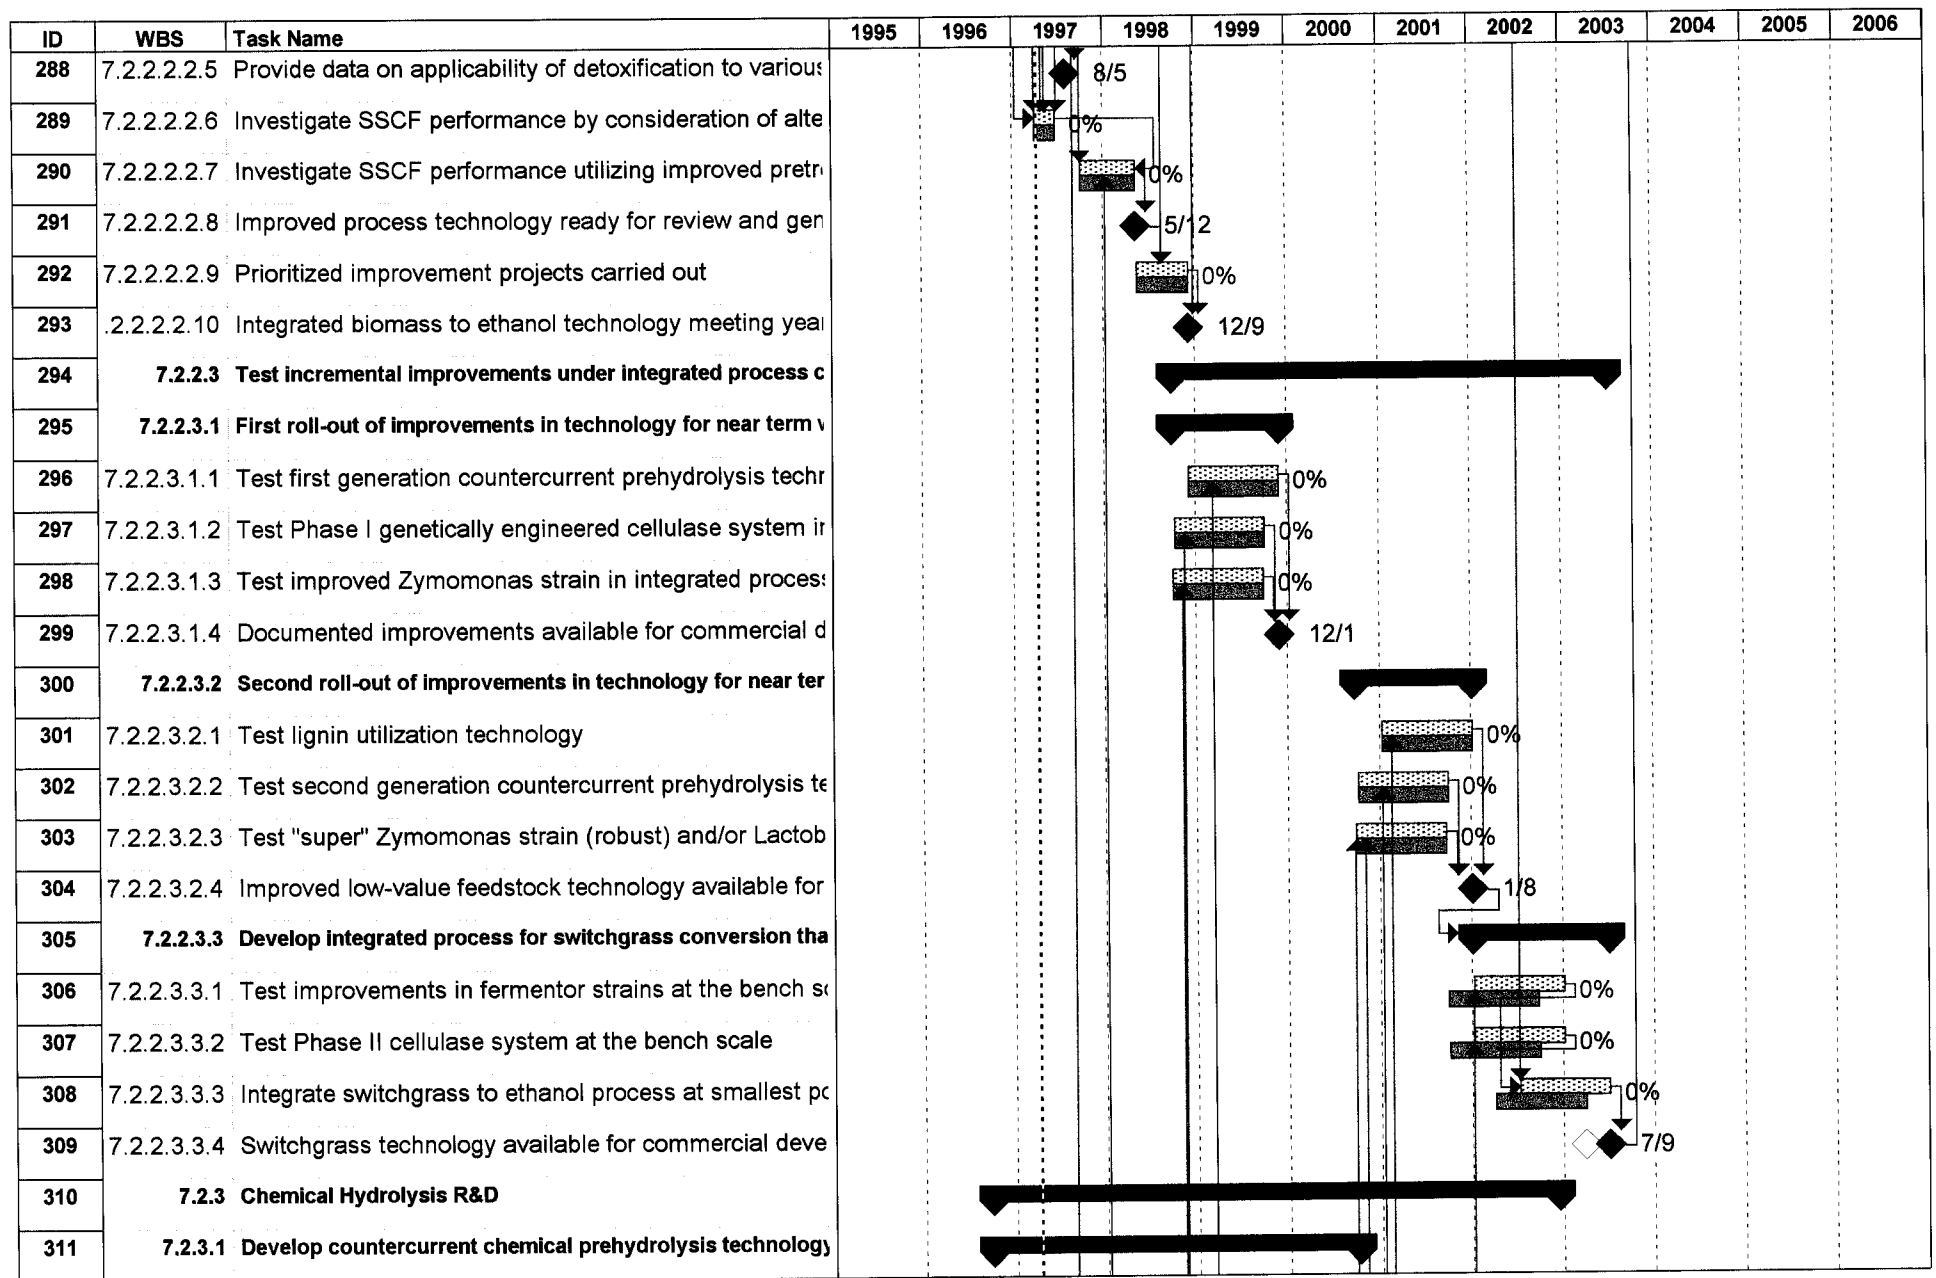 ID WBS Task Name 1995 1996 1997 1998 1999 2000 2001 2002 2003 2004 2005 2006
288 7.2.2.2.2.5 Provide data on applicability of detoxification to various 8/5
289 7.2.2.2.2.6 Investigate SSCF performance by consideration of alte 0%
290 7.2.2.2.2.7 Investigate SSCF performance utilizing improved pretr 0%
291 7.2.2.2.2.8 Improved process technology ready for review and gen 5/12
292 7.2.2.2.2.9 Prioritized improvement projects carried out 0%
293 .2.2.2.2.10 Integrated biomass to ethanol technology meeting year 12/9
294 7.2.2.3 Test incremental improvements under integrated process c
295 7.2.2.3.1 First roll-out of improvements in technology for near term v
296 7.2.2.3.1.1 Test first generation countercurrent prehydrolysis techr 0%
297 7.2.2.3.1.2 Test Phase I genetically engineered cellulase system ir 0%
298 7.2.2.3.1.3 Test improved Zymomonas strain in integrated process 0%
299 7.2.2.3.1.4 Documented improvements available for commercial d 12/1
300 7.2.2.3.2 Second roll-out of improvements in technology for near ter
301 7.2.2.3.2.1 Test lignin utilization technology 0%
302 7.2.2.3.2.2 Test second generation countercurrent prehydrolysis te 0%
303 7.2.2.3.2.3 Test "super" Zymomonas strain (robust) and/or Lactob 0%
304 7.2.2.3.2.4 Improved low-value feedstock technology available for 1/8
305 7.2.2.3.3 Develop integrated process for switchgrass conversion tha
306 7.2.2.3.3.1 Test improvements in fermentor strains at the bench sc 0%
307 7.2.2.3.3.2 Test Phase II cellulase system at the bench scale 0%
308 7.2.2.3.3.3 Integrate switchgrass to ethanol process at smallest pc 0%
309 7.2.2.3.3.4 Switchgrass technology available for commercial deve 7/9
310 7.2.3 Chemical Hydrolysis R&D
311 7.2.3.1 Develop countercurrent chemical prehydrolysis technology